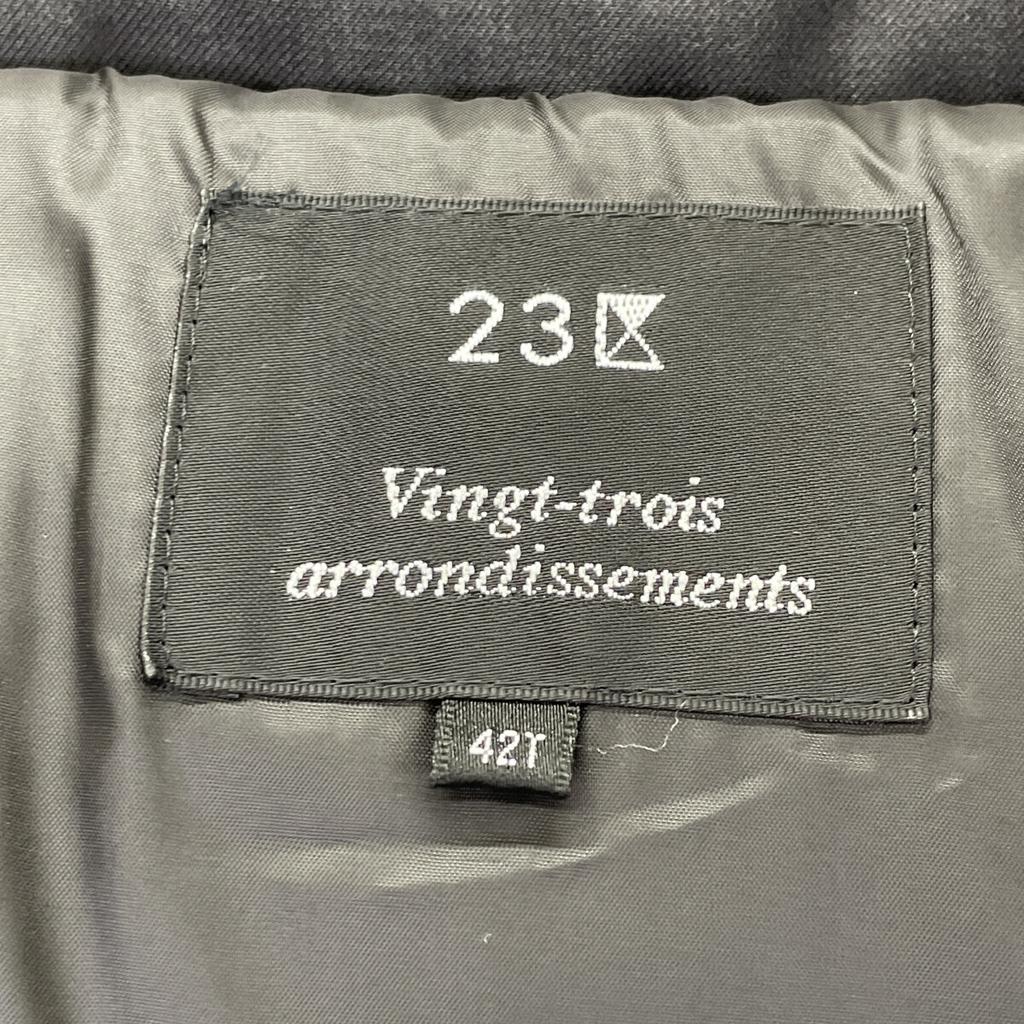 23区
Vingt-trois
arrondissements
42T